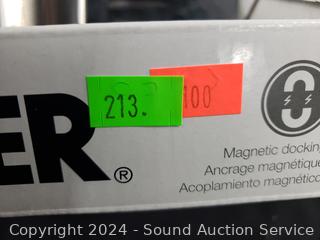 213.
100
ER®
Magnetic docking
Ancrage magnétique
Acoplamiento magnético
Copyright 2024 - Sound Auction Service